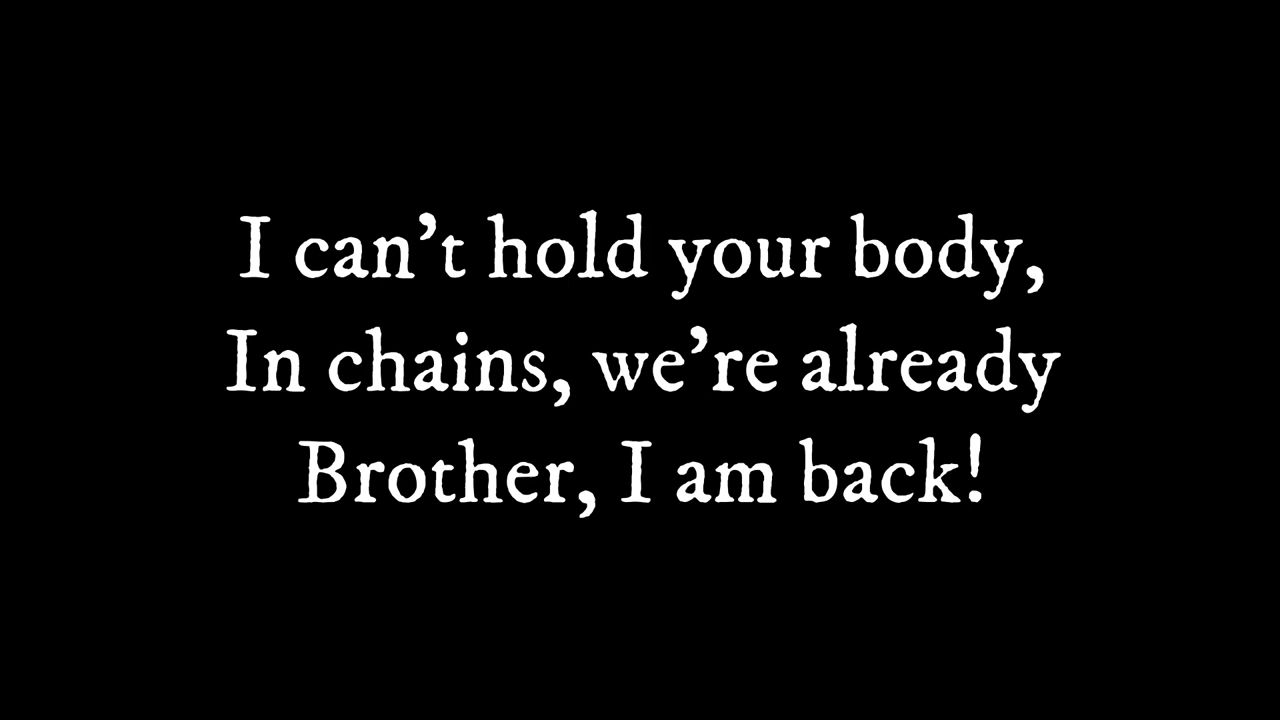 I can’t hold your body,
In chains, we’re already
Brother, I am back!